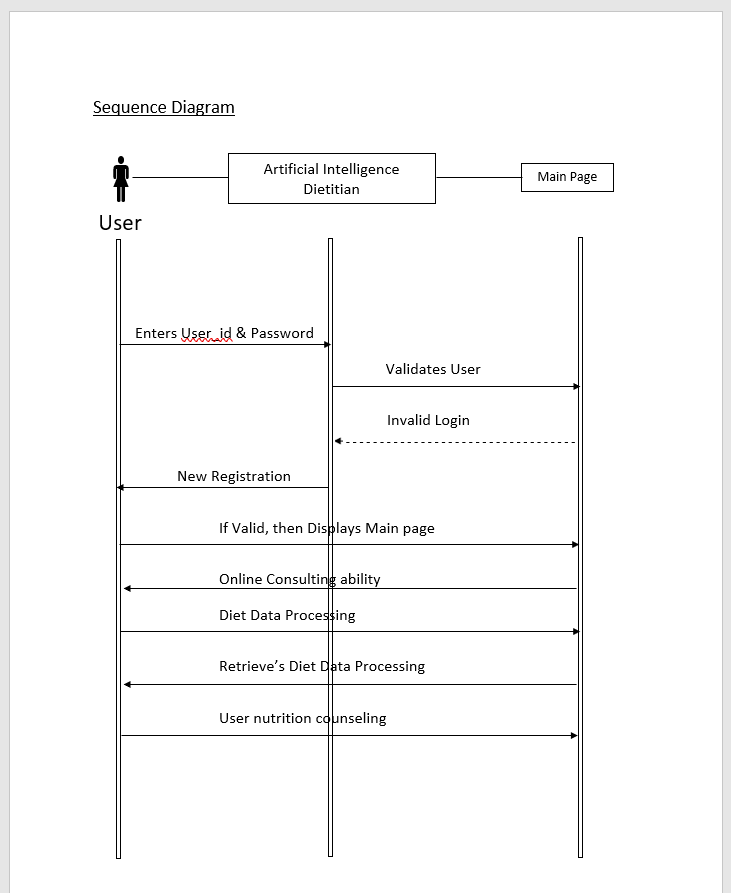 Sequence Diagram
Artificial Intelligence
Dietitian
Main Page
User
Enters User_id & Password
Validates User
Invalid Login
New Registration
If Valid, then Displays Main page
Online Consulting ability
Diet Data Processing
Retrieve’s Diet Data Processing
User nutrition counseling